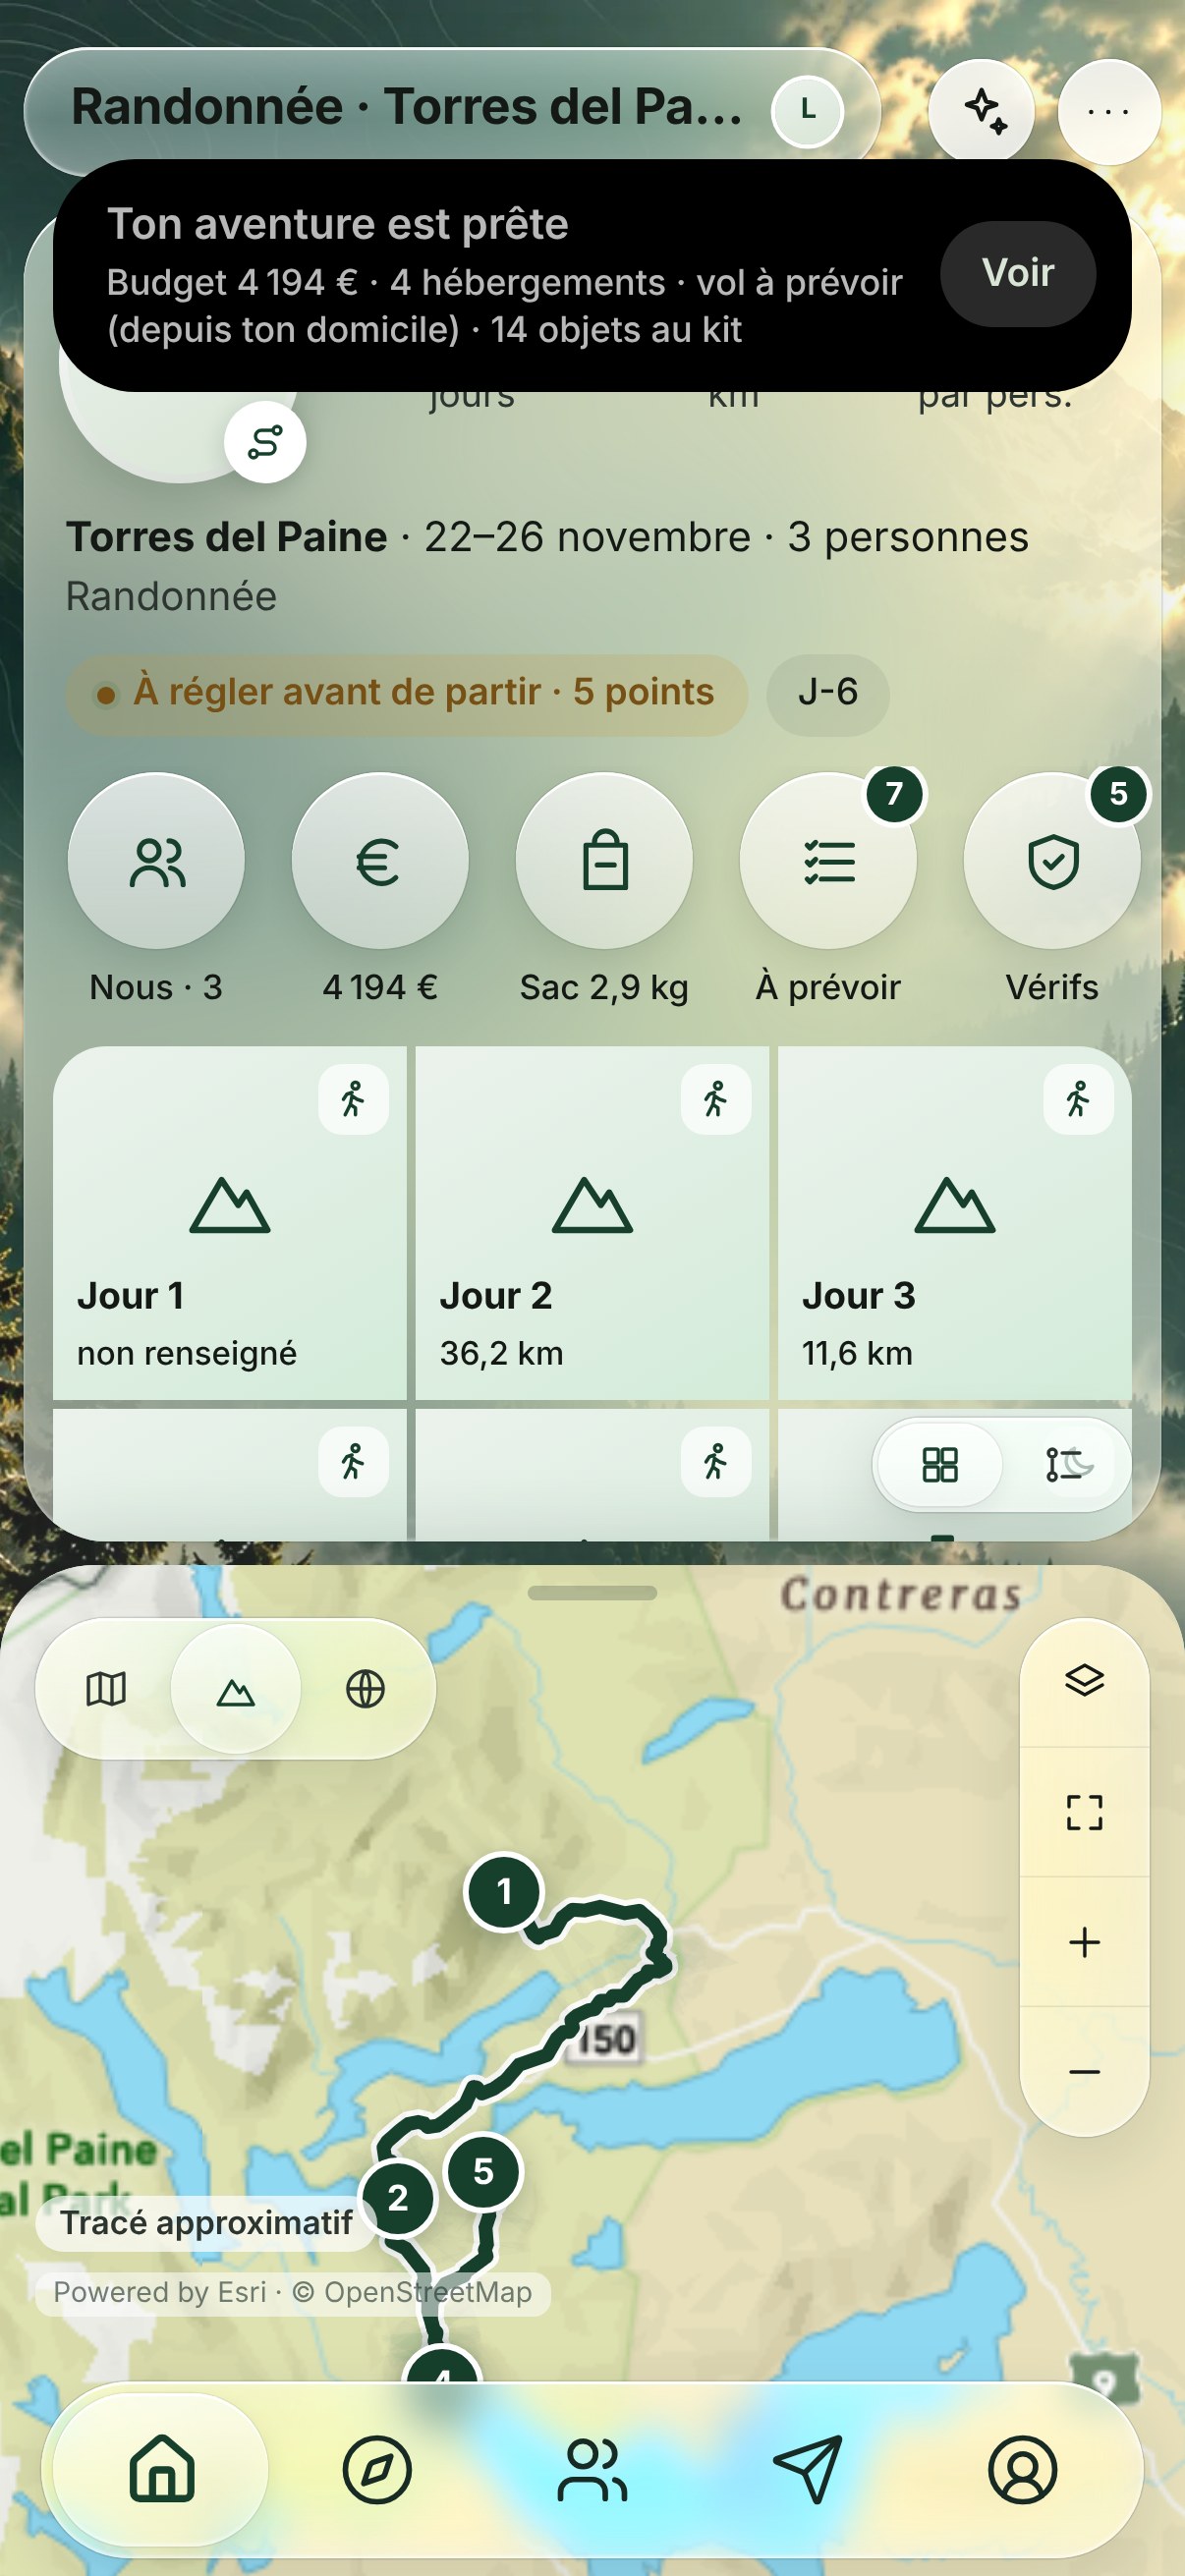 Randonnée · Torres del Pa...
L
Ton aventure est prête
Budget 4 194 € · 4 hébergements · vol à prévoir
(depuis ton domicile) · 14 objets au kit
Voir
jours
km
par pers.
Torres del Paine · 22–26 novembre · 3 personnes
Randonnée
À régler avant de partir · 5 points
J-6
7
5
Nous · 3
4 194 €
Sac 2,9 kg
À prévoir
Vérifs
Jour 1
non renseigné
Jour 2
36,2 km
Jour 3
11,6 km
Contreras
1
150
el Paine
al Park
5
2
Tracé approximatif
Powered by Esri · © OpenStreetMap
4
9